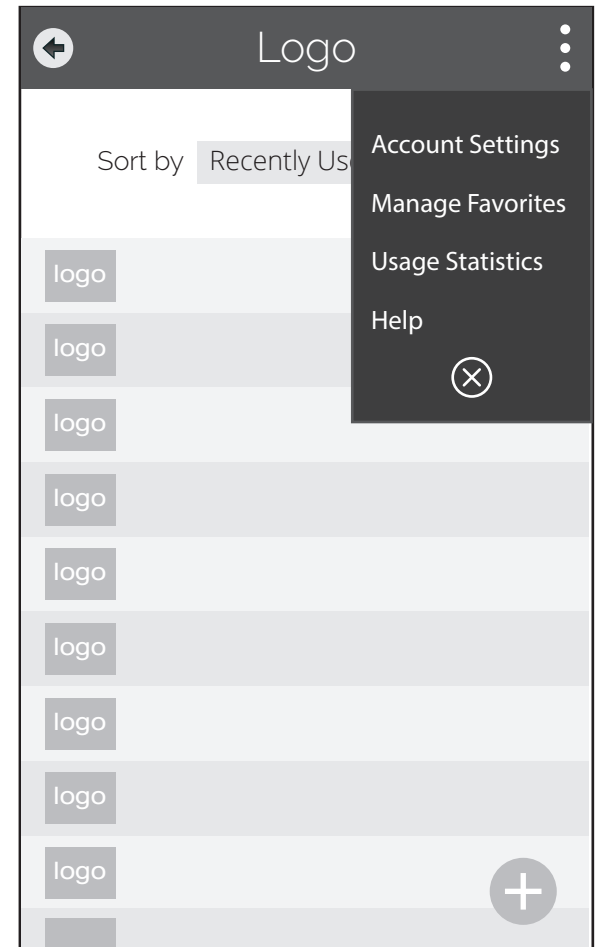 Logo
Account Settings
Sort by Recently Us
Manage Favorites
Usage Statistics
logo
Help
logo
logo
logo
logo
logo
logo
logo
logo